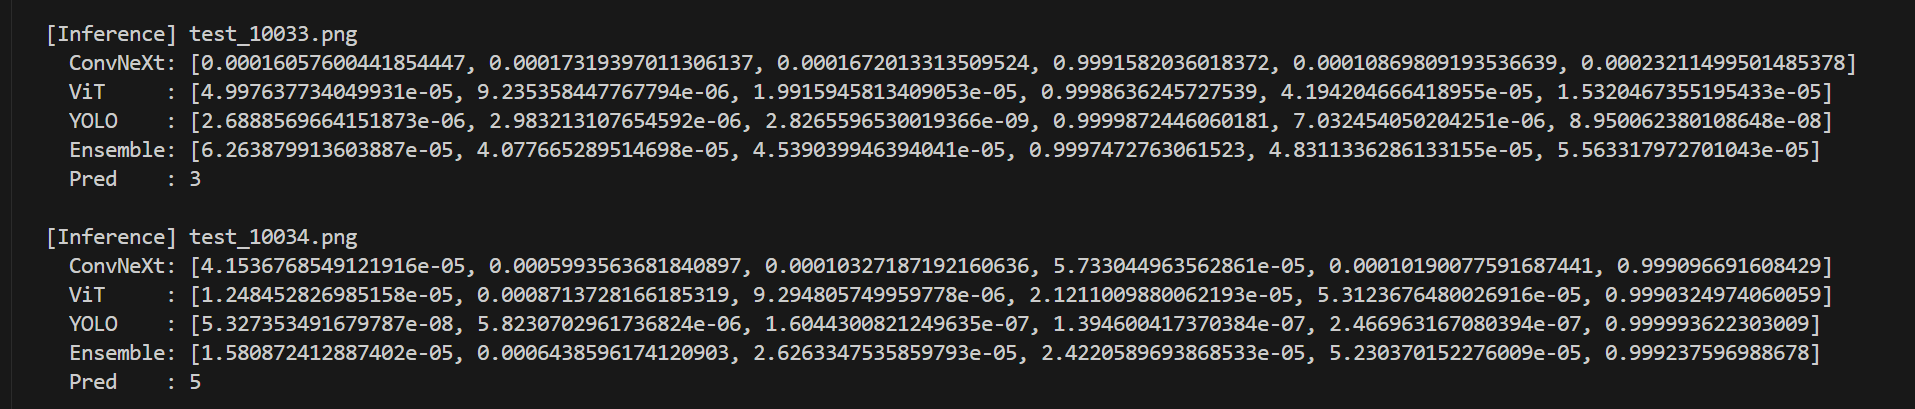 [Inference] test_10033.png
ConvNeXt: [0.00016057600441854447, 0.00017319397011306137, 0.0001672013313509524, 0.9991582036018372, 0.00010869809193536639, 0.00023211499501485378]
ViT     : [4.997637734049931e-05, 9.235358447767794e-06, 1.9915945813409053e-05, 0.9998636245727539, 4.194204666418955e-05, 1.5320467355195433e-05]
YOLO    : [2.6888569664151873e-06, 2.983213107654592e-06, 2.8265596530019366e-09, 0.9999872446060181, 7.032454050204251e-06, 8.950062380108648e-08]
Ensemble: [6.263879913603887e-05, 4.077665289514698e-05, 4.539039946394041e-05, 0.9997472763061523, 4.8311336286133155e-05, 5.563317972701043e-05]
Pred    : 3
[Inference] test_10034.png
ConvNeXt: [4.1536768549121916e-05, 0.0005993563681840897, 0.00010327187192160636, 5.733044963562861e-05, 0.00010190077591687441, 0.999096691608429]
ViT     : [1.248452826985158e-05, 0.0008713728166185319, 9.294805749959778e-06, 2.1211009880062193e-05, 5.3123676480026916e-05, 0.9990324974060059]
YOLO    : [5.327353491679787e-08, 5.8230702961736824e-06, 1.6044300821249635e-07, 1.394600417370384e-07, 2.466963167080394e-07, 0.999993622303009]
Ensemble: [1.580872412887402e-05, 0.0006438596174120903, 2.6263347535859793e-05, 2.4220589693868533e-05, 5.230370152276009e-05, 0.999237596988678]
Pred    : 5